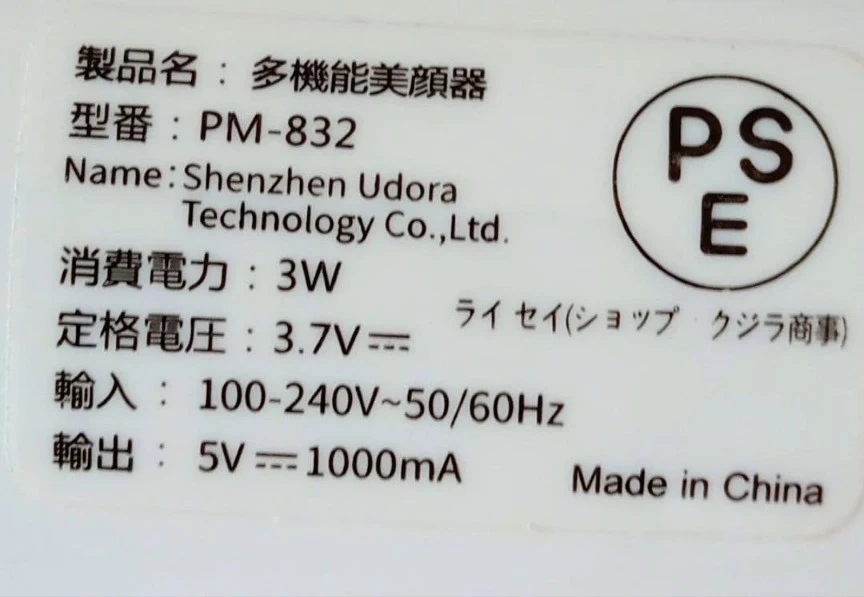 製品名：多機能美顔器
型番：PM-832
Name:Shenzhen Udora
Technology Co.,Ltd.
PS
E
消費電力：3W
ライ セイ(ショップ クジラ商事)
定格電圧：3.7V⎓
輸入：100-240V~50/60Hz
輸出：5V⎓1000mA
Made in China